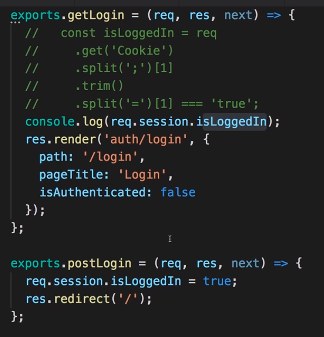 exports.getLogin = (req, res, next) => {
  //   const isLoggedIn = req
  //     .get('Cookie')
  //     .split(';')[1]
  //     .trim()
  //     .split('=')[1] === 'true';
  console.log(req.session.isLoggedIn);
  res.render('auth/login', {
    path: '/login',
    pageTitle: 'Login',
    isAuthenticated: false
  });
};

exports.postLogin = (req, res, next) => {
  req.session.isLoggedIn = true;
  res.redirect('/');
};